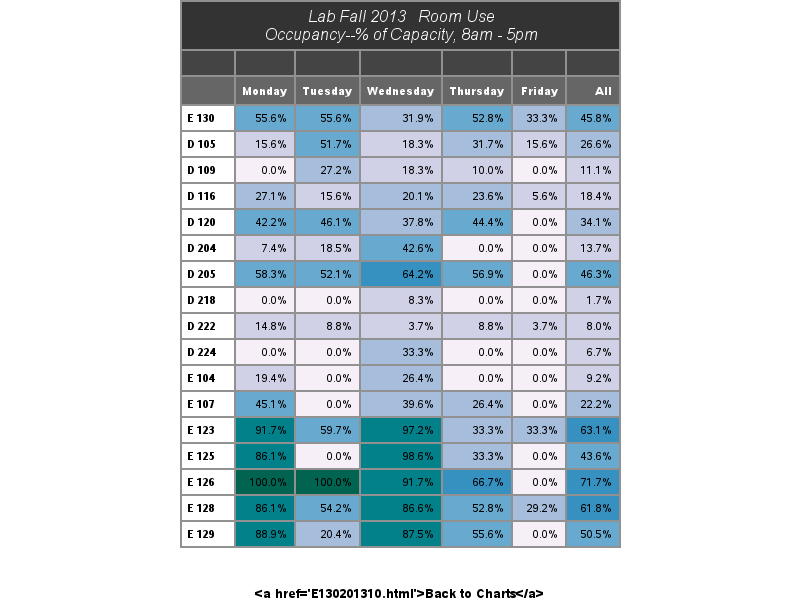 Lab Fall 2013 Room Use
Occupancy--% of Capacity, 8am - 5pm
Monday Tuesday Wednesday Thursday Friday All
E 130 55.6% 55.6% 31.9% 52.8% 33.3% 45.8%
D 105 15.6% 51.7% 18.3% 31.7% 15.6% 26.6%
D 109 0.0% 27.2% 18.3% 10.0% 0.0% 11.1%
D 116 27.1% 15.6% 20.1% 23.6% 5.6% 18.4%
D 120 42.2% 46.1% 37.8% 44.4% 0.0% 34.1%
D 204 7.4% 18.5% 42.6% 0.0% 0.0% 13.7%
D 205 58.3% 52.1% 64.2% 56.9% 0.0% 46.3%
D 218 0.0% 0.0% 8.3% 0.0% 0.0% 1.7%
D 222 14.8% 8.8% 3.7% 8.8% 3.7% 8.0%
D 224 0.0% 0.0% 33.3% 0.0% 0.0% 6.7%
E 104 19.4% 0.0% 26.4% 0.0% 0.0% 9.2%
E 107 45.1% 0.0% 39.6% 26.4% 0.0% 22.2%
E 123 91.7% 59.7% 97.2% 33.3% 33.3% 63.1%
E 125 86.1% 0.0% 98.6% 33.3% 0.0% 43.6%
E 126 100.0% 100.0% 91.7% 66.7% 0.0% 71.7%
E 128 86.1% 54.2% 86.6% 52.8% 29.2% 61.8%
E 129 88.9% 20.4% 87.5% 55.6% 0.0% 50.5%
<a href='E130201310.html'>Back to Charts</a>